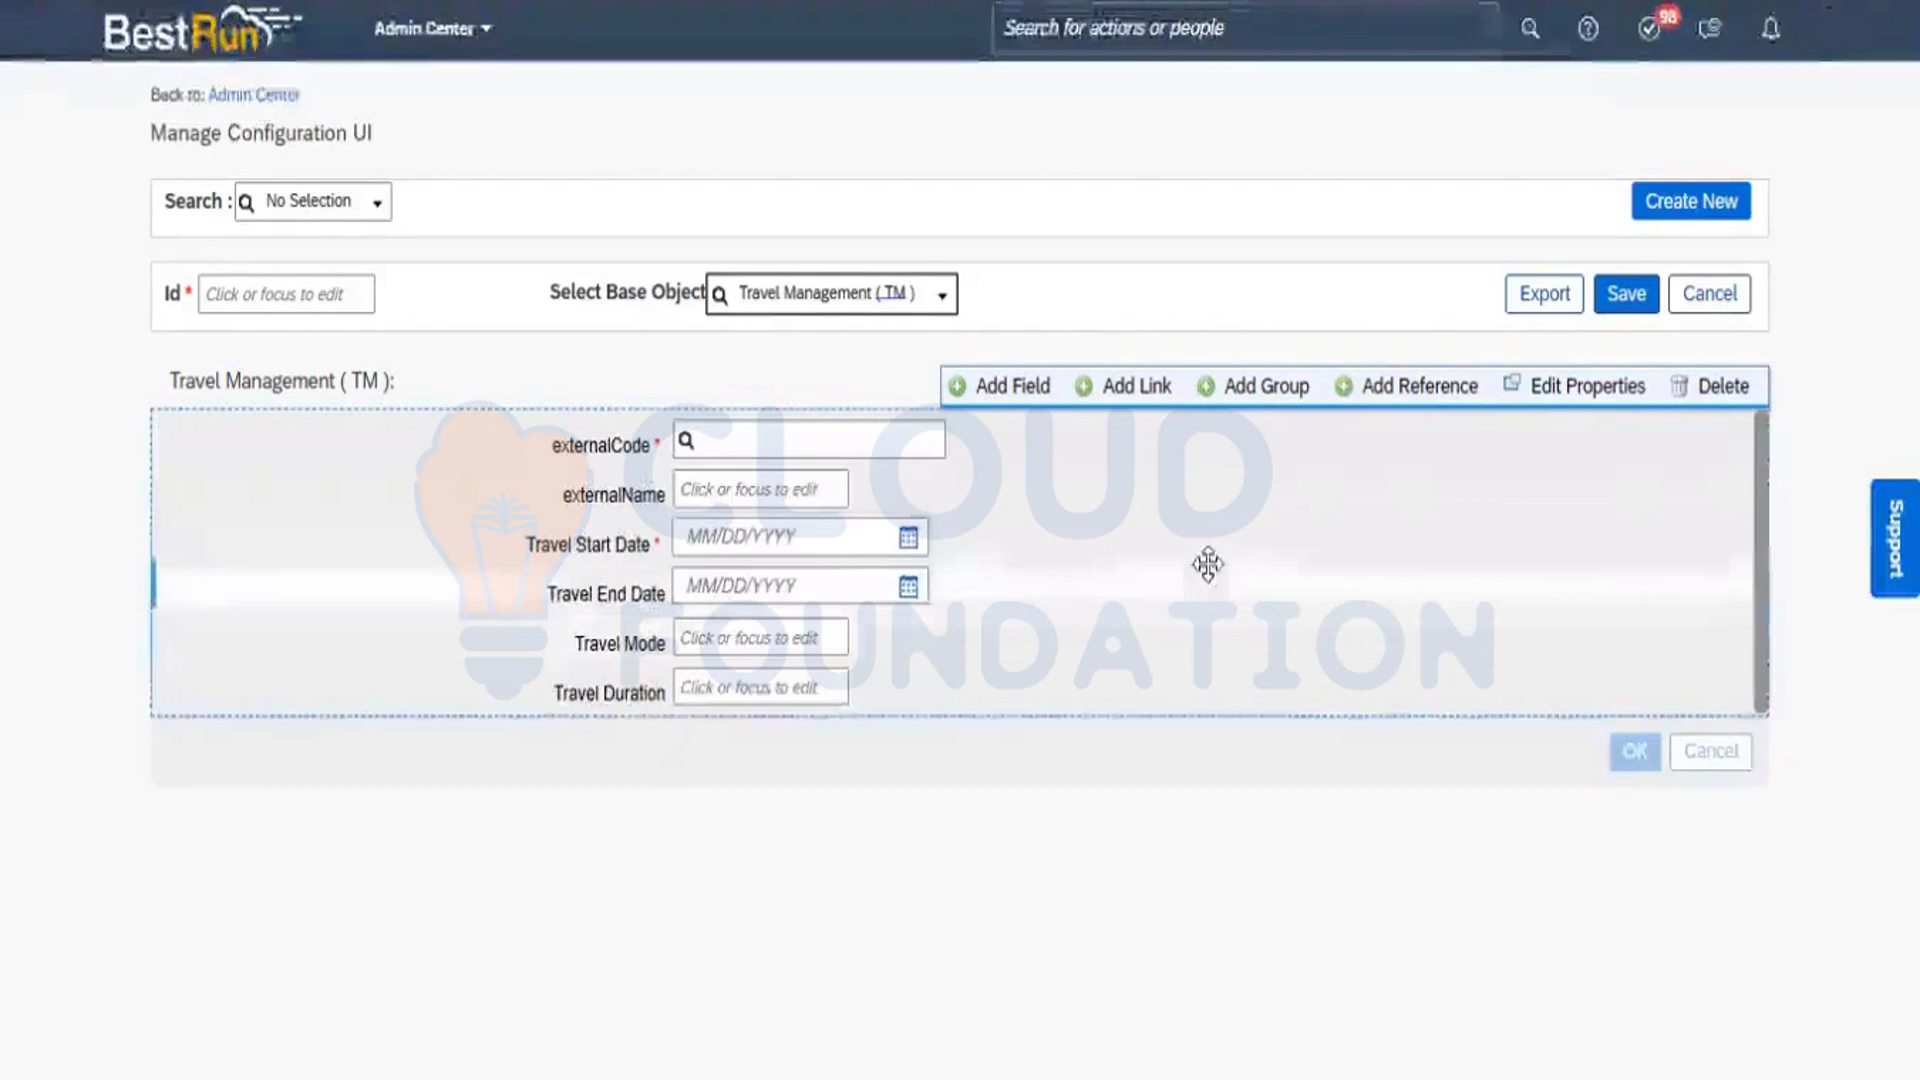 BestRun Admin Center Search for actions or people 98
Back to: Admin Center
Manage Configuration UI
Search : No Selection Create New
Id * Click or focus to edit Select Base Object Travel Management ( TM ) Export Save Cancel
Travel Management ( TM ): Add Field Add Link Add Group Add Reference Edit Properties Delete
externalCode *
externalName Click or focus to edit
Travel Start Date * MM/DD/YYYY
Travel End Date MM/DD/YYYY
Travel Mode Click or focus to edit
Travel Duration Click or focus to edit
OK Cancel
Support
CLOUD
FOUNDATION